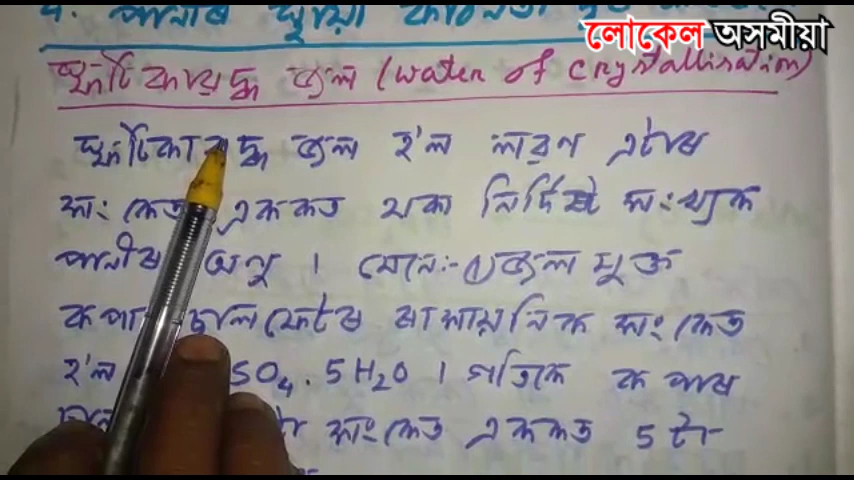 লোকেল অসমীয়া
স্ফটিকাবদ্ধ জল (Water of Crystallisation)
স্ফটিকাবদ্ধ জল হ'ল লৱণ এটাৰ
সংকেত এককত থকা নিৰ্দিষ্ট সংখ্যক
পানীৰ অণু । যেনে:- জলযুক্ত
চালফেটৰ ৰাসায়নিক সংকেত
হ'ল SO₄ . 5H₂O । গতিকে কপাৰ
সংকেত এককত 5 টা